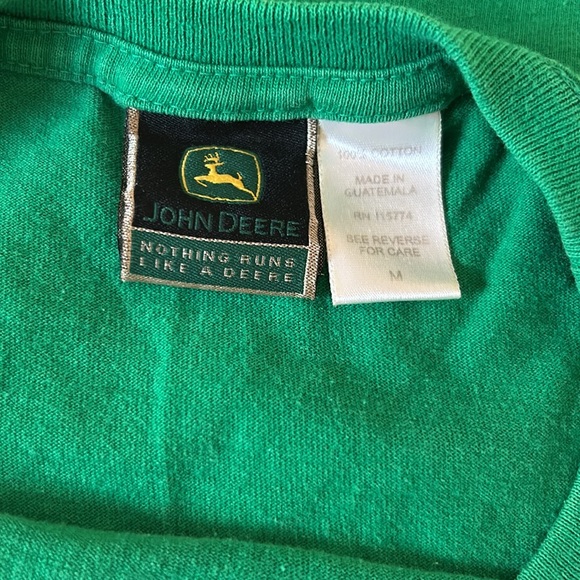 JOHN DEERE
NOTHING RUNS
LIKE A DEERE
100% COTTON
MADE IN
GUATEMALA
RN 115774
SEE REVERSE
FOR CARE
M